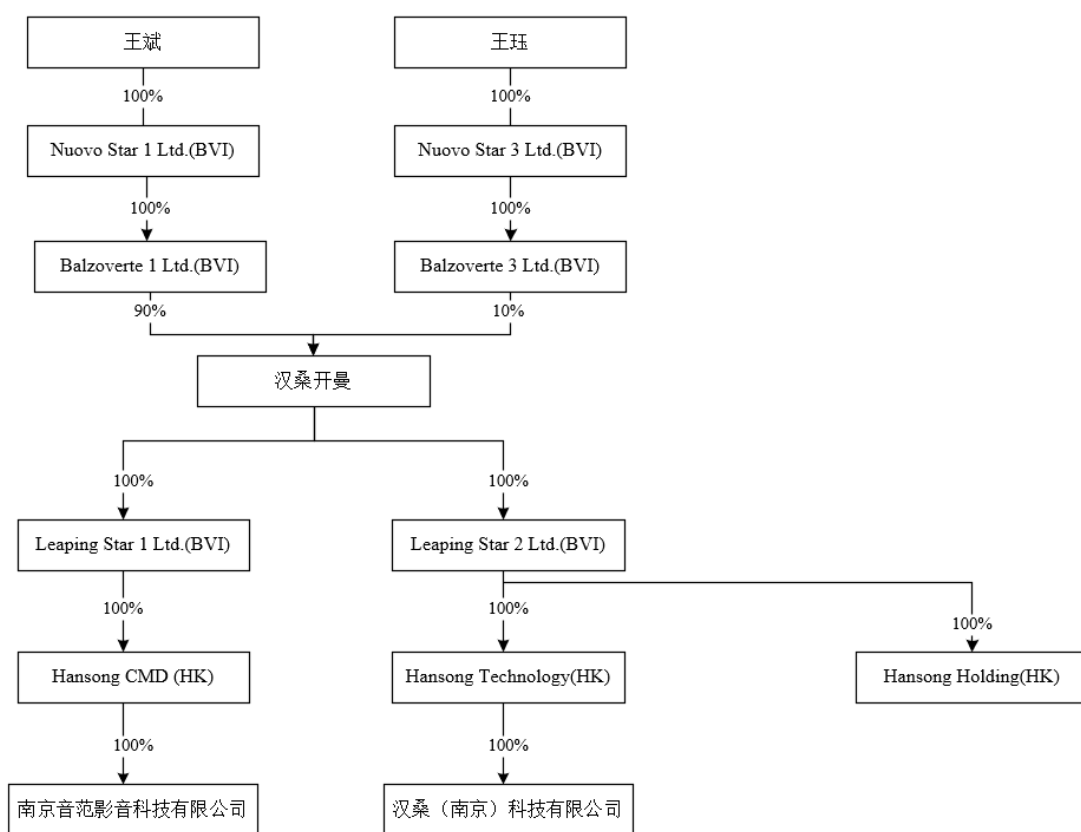 王斌
王珏
100%
100%
Nuovo Star 1 Ltd.(BVI)
Nuovo Star 3 Ltd.(BVI)
100%
100%
Balzoverte 1 Ltd.(BVI)
Balzoverte 3 Ltd.(BVI)
90%
10%
汉桑开曼
100%
100%
Leaping Star 1 Ltd.(BVI)
Leaping Star 2 Ltd.(BVI)
100%
100%
100%
Hansong CMD (HK)
Hansong Technology(HK)
Hansong Holding(HK)
100%
100%
南京音范影音科技有限公司
汉桑（南京）科技有限公司